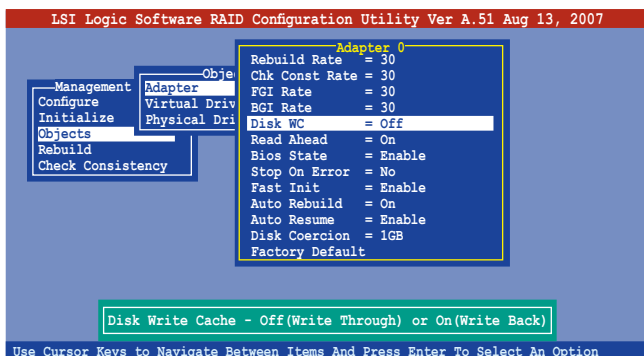 LSI Logic Software RAID Configuration Utility Ver A.51 Aug 13, 2007
Management
Configure
Initialize
Objects
Rebuild
Check Consistency
Obje
Adapter
Virtual Driv
Physical Dri
Adapter 0
Rebuild Rate = 30
Chk Const Rate = 30
FGI Rate = 30
BGI Rate = 30
Disk WC = Off
Read Ahead = On
Bios State = Enable
Stop On Error = No
Fast Init = Enable
Auto Rebuild = On
Auto Resume = Enable
Disk Coercion = 1GB
Factory Default
Disk Write Cache - Off(Write Through) or On(Write Back)
Use Cursor Keys to Navigate Between Items And Press Enter To Select An Option